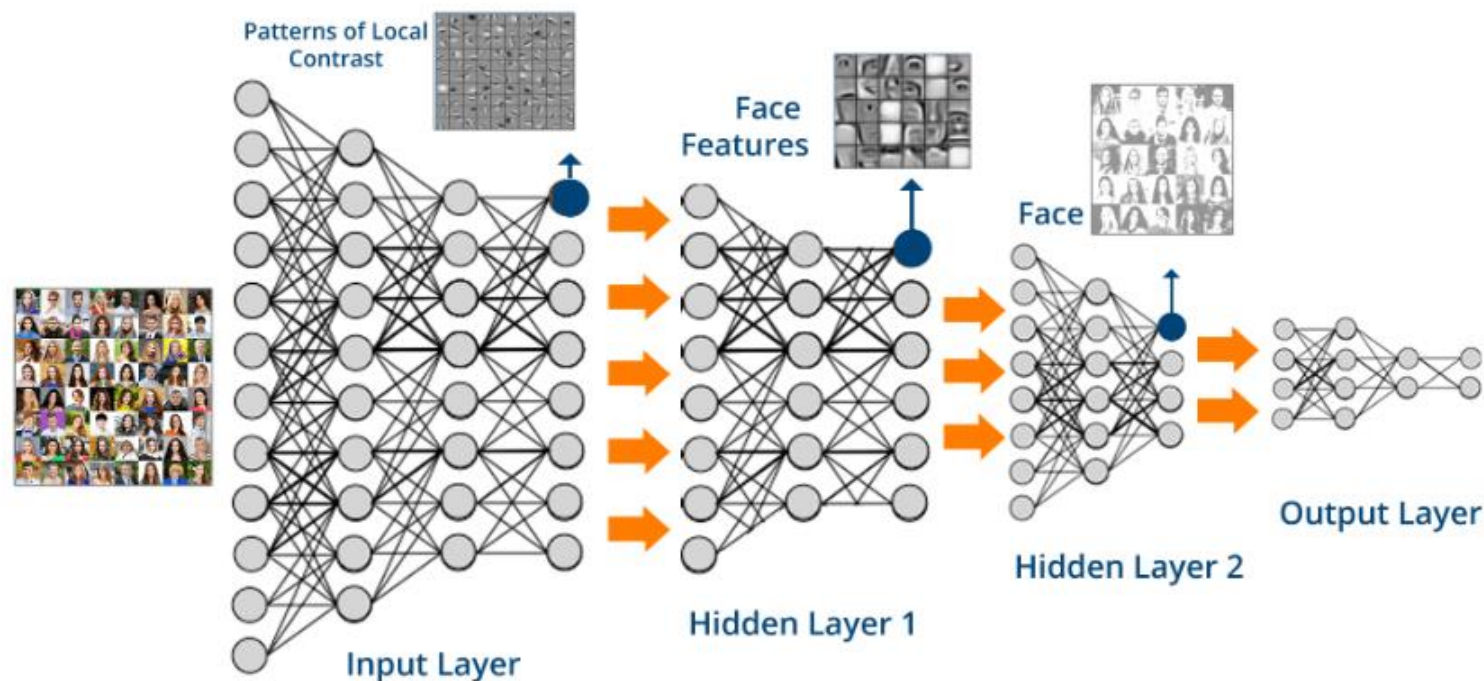 Patterns of Local
Contrast
Face
Features
Face
Input Layer
Hidden Layer 1
Hidden Layer 2
Output Layer